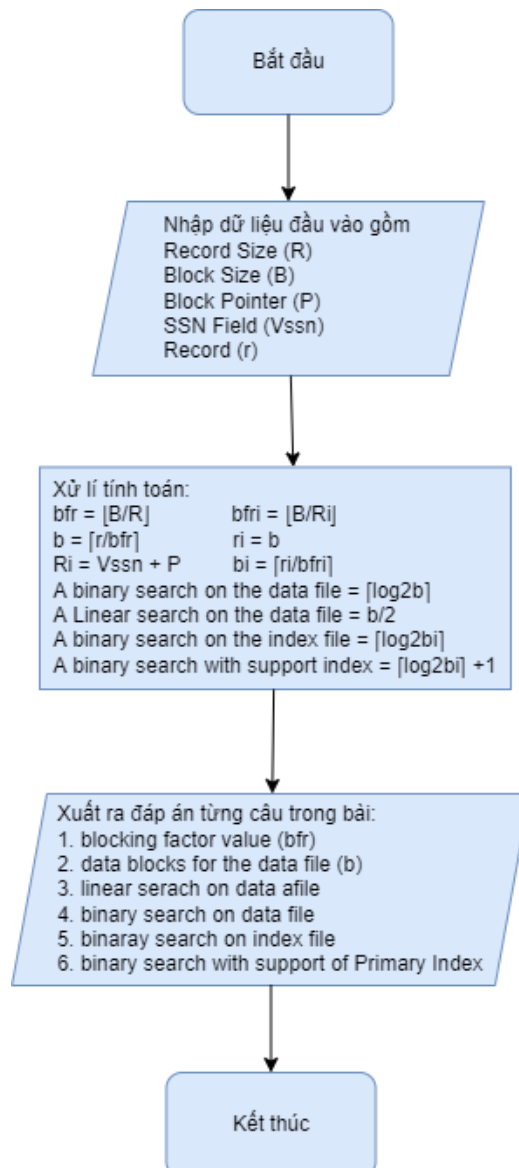 Bắt đầu
Nhập dữ liệu đầu vào gồm
Record Size (R)
Block Size (B)
Block Pointer (P)
SSN Field (Vssn)
Record (r)
Xử lí tính toán:
bfr = ⌊B/R⌋ bfri = ⌊B/Ri⌋
b = ⌈r/bfr⌉ ri = b
Ri = Vssn + P bi = ⌈ri/bfri⌉
A binary search on the data file = ⌈log2b⌉
A Linear search on the data file = b/2
A binary search on the index file = ⌈log2bi⌉
A binary search with support index = ⌈log2bi⌉ +1
Xuất ra đáp án từng câu trong bài:
1. blocking factor value (bfr)
2. data blocks for the data file (b)
3. linear serach on data afile
4. binary search on data file
5. binaray search on index file
6. binary search with support of Primary Index
Kết thúc